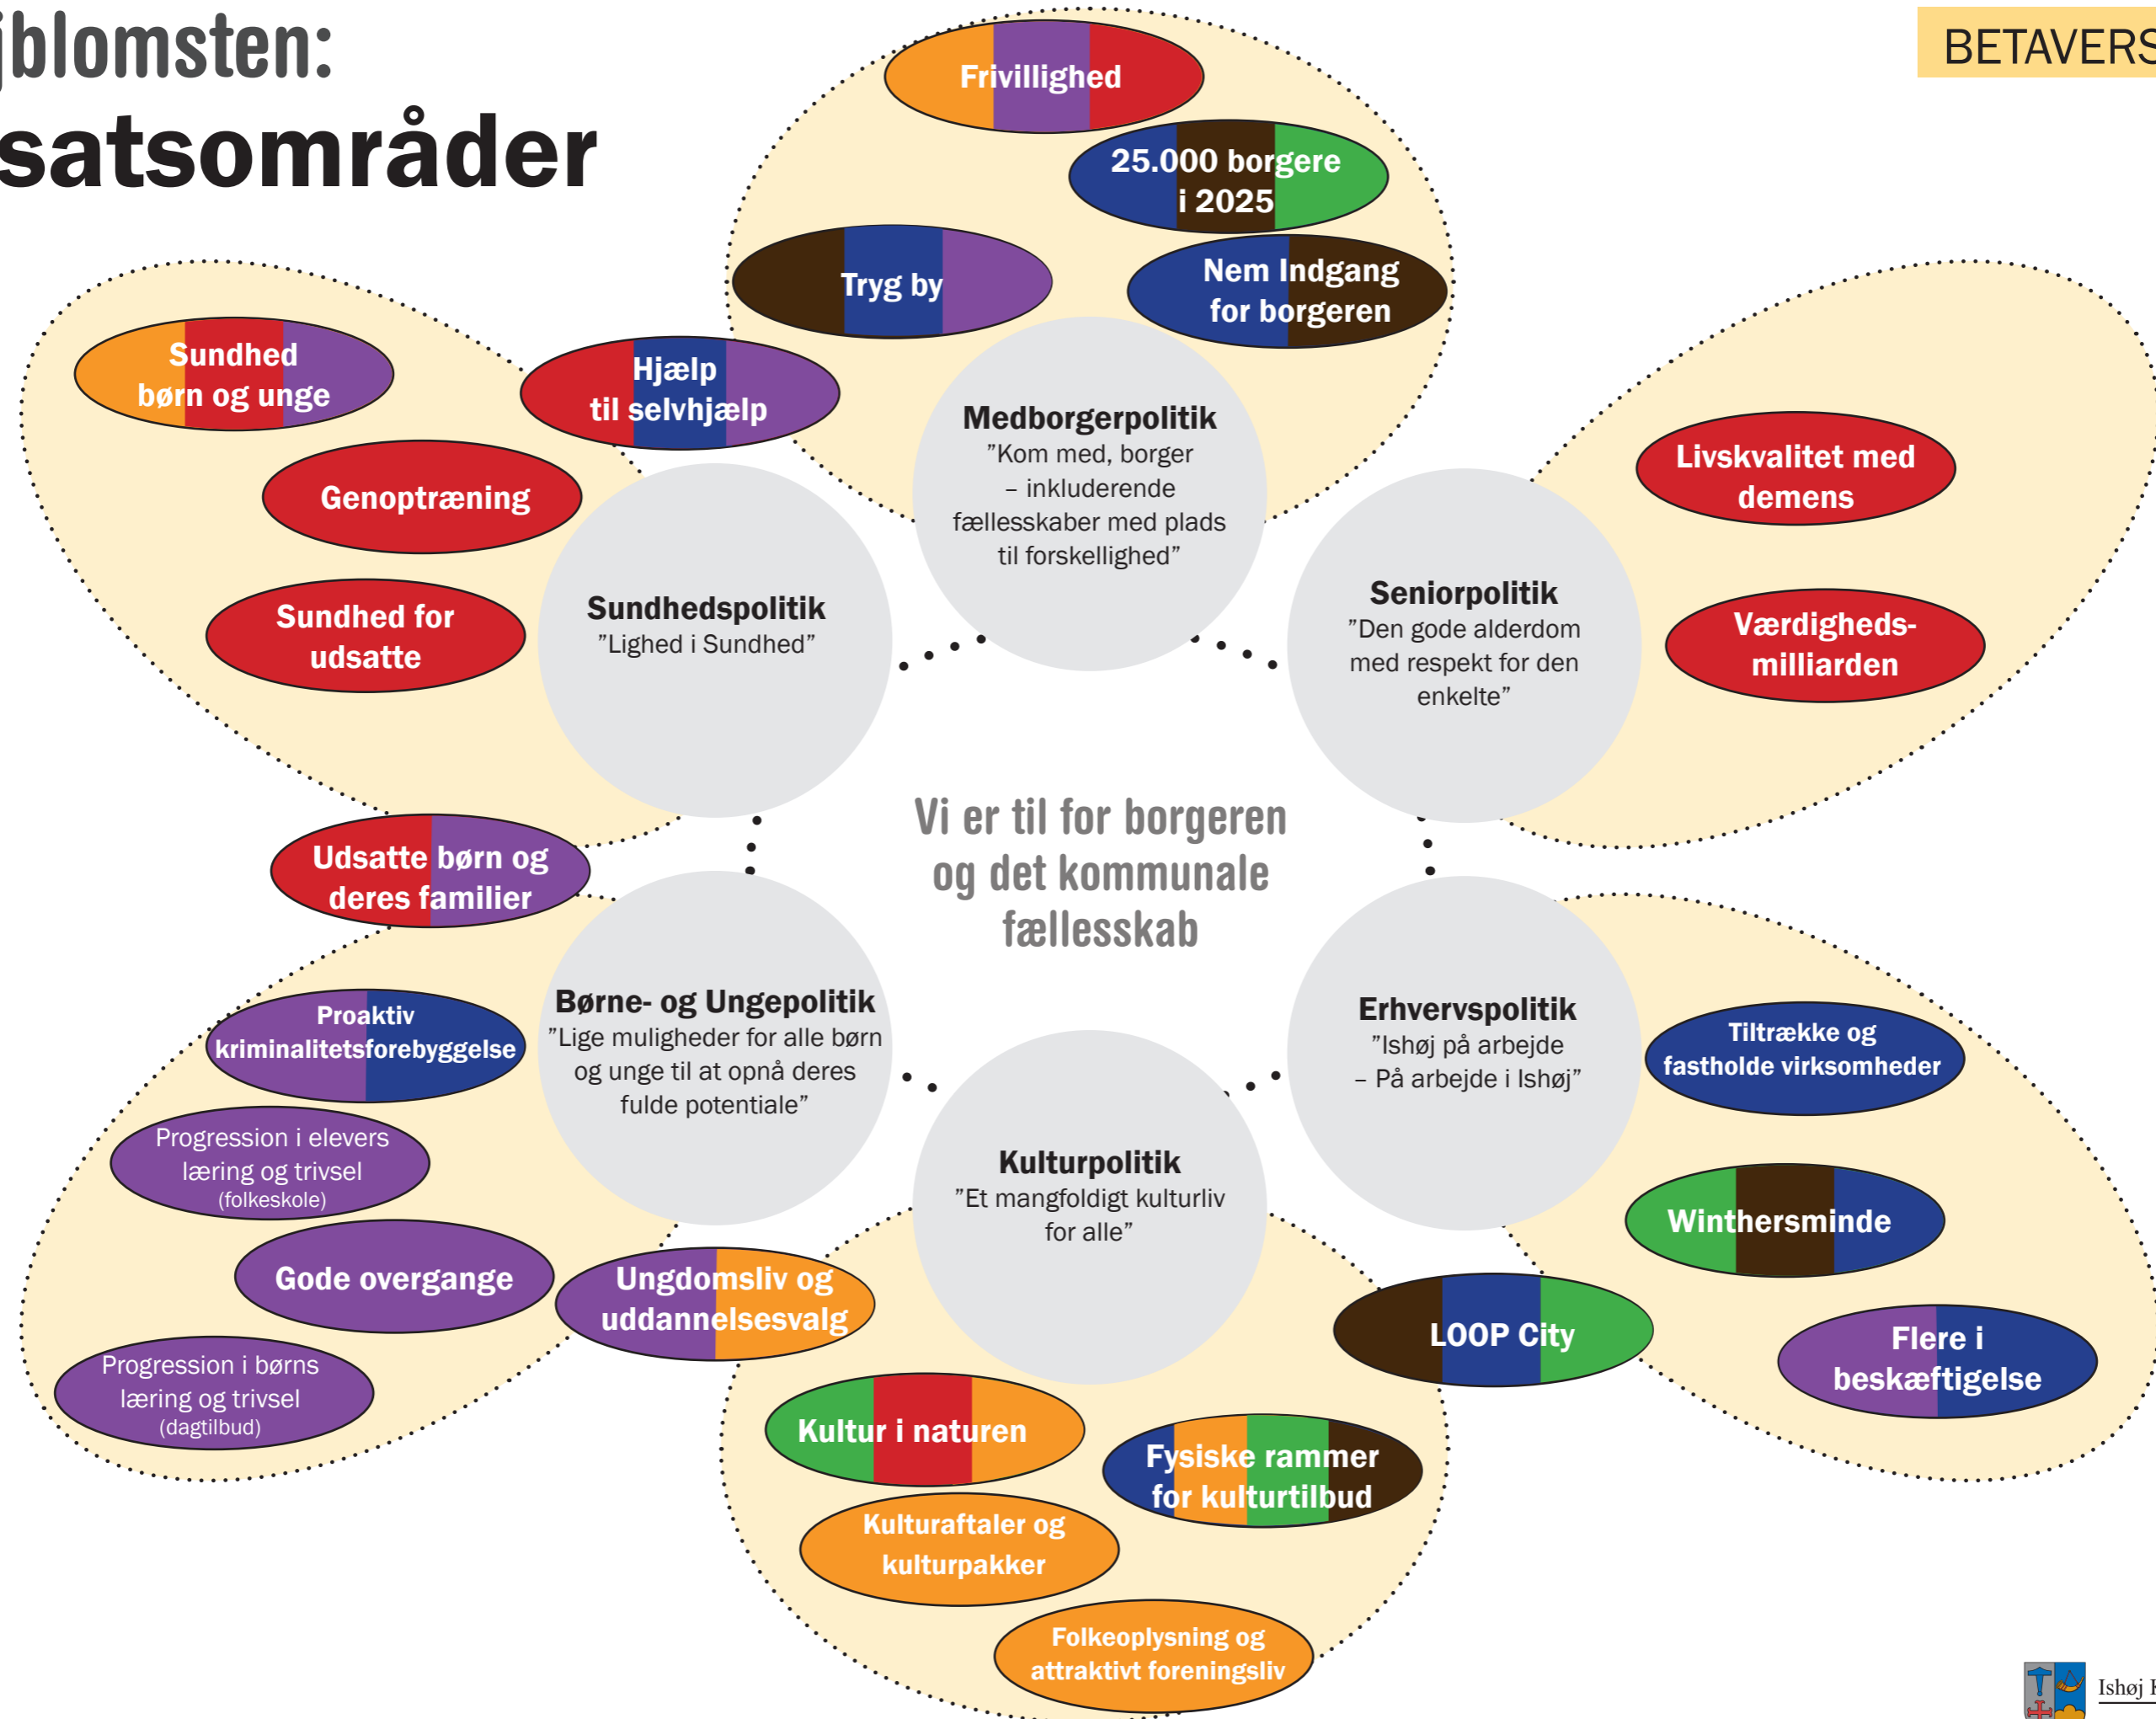 jblomsten:
satsområder
BETAVERS
Frivillighed
25.000 borgere
i 2025
Tryg by
Nem Indgang
for borgeren
Medborgerpolitik
”Kom med, borger
– inkluderende
fællesskaber med plads
til forskellighed”
Sundhed
børn og unge
Hjælp
til selvhjælp
Genoptræning
Sundhed for
udsatte
Sundhedspolitik
”Lighed i Sundhed”
Livskvalitet med
demens
Værdigheds-
milliarden
Seniorpolitik
”Den gode alderdom
med respekt for den
enkelte”
Vi er til for borgeren
og det kommunale
fællesskab
Udsatte børn og
deres familier
Børne- og Ungepolitik
”Lige muligheder for alle børn
og unge til at opnå deres
fulde potentiale”
Proaktiv
kriminalitetsforebyggelse
Progression i elevers
læring og trivsel
(folkeskole)
Gode overgange
Progression i børns
læring og trivsel
(dagtilbud)
Ungdomsliv og
uddannelsesvalg
Kulturpolitik
”Et mangfoldigt kulturliv
for alle”
Kultur i naturen
Fysiske rammer
for kulturtilbud
Kulturaftaler og
kulturpakker
Folkeoplysning og
attraktivt foreningsliv
Erhvervspolitik
”Ishøj på arbejde
– På arbejde i Ishøj”
Tiltrække og
fastholde virksomheder
Winthersminde
LOOP City
Flere i
beskæftigelse
Ishøj K